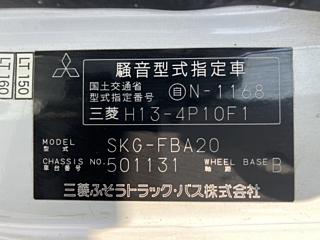 騒音型式指定車
国土交通省
型式指定番号 自 N-1168
三菱 H13-4P10F1
MODEL
型式 SKG-FBA20
CHASSIS NO.
車台番号 501131
WHEEL BASE
軸距 B
三菱ふそうトラック・バス株式会社
LT150
LT160